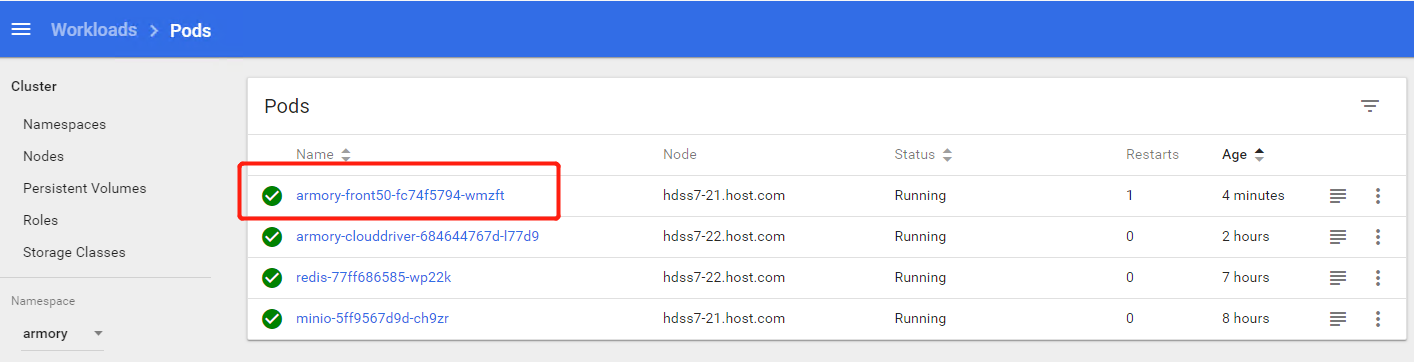 Workloads > Pods
Cluster
Namespaces
Nodes
Persistent Volumes
Roles
Storage Classes
Namespace
armory
Pods
Name Node Status Restarts Age
armory-front50-fc74f5794-wmzft hdss7-21.host.com Running 1 4 minutes
armory-clouddriver-684644767d-l77d9 hdss7-22.host.com Running 0 2 hours
redis-77ff686585-wp22k hdss7-22.host.com Running 0 7 hours
minio-5ff9567d9d-ch9zr hdss7-21.host.com Running 0 8 hours